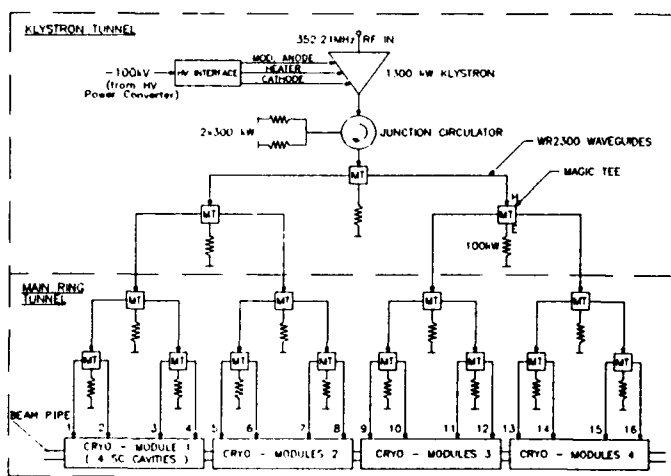 KLYSTRON TUNNEL
352.21MHz RF IN
MOD. ANODE
HEATER
CATHODE
-100kV
(from HV
Power Converter)
HV INTERFACE
1300 kW KLYSTRON
2x300 kW
JUNCTION CIRCULATOR
WR2300 WAVEGUIDES
MT
MAGIC TEE
MT
MT
H
E
100kW
MAIN RING
TUNNEL
MT
MT
MT
MT
MT
MT
MT
MT
MT
MT
MT
MT
1 2 3 4 5 6 7 8 9 10 11 12 13 14 15 16
BEAM PIPE
CRYO - MODULE 1
( 4 SC CAVITIES )
CRYO - MODULES 2
CRYO - MODULES 3
CRYO - MODULES 4